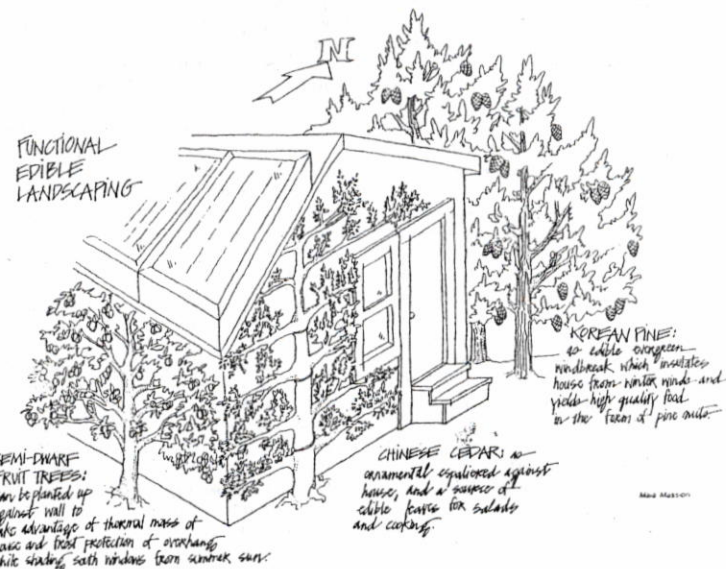 N
FUNCTIONAL
EDIBLE
LANDSCAPING
KOREAN PINE:
an edible evergreen
windbreak which insulates
house from winter winds and
yields high quality food
in the form of pine nuts.
CHINESE CEDAR: an
ornamental espaliered against
house, and a source of
edible leaves for salads
and cooking.
SEMI-DWARF
FRUIT TREES:
can be planted up
against wall to
take advantage of thermal mass of
house and frost protection of overhang
while shading south windows from summer sun.